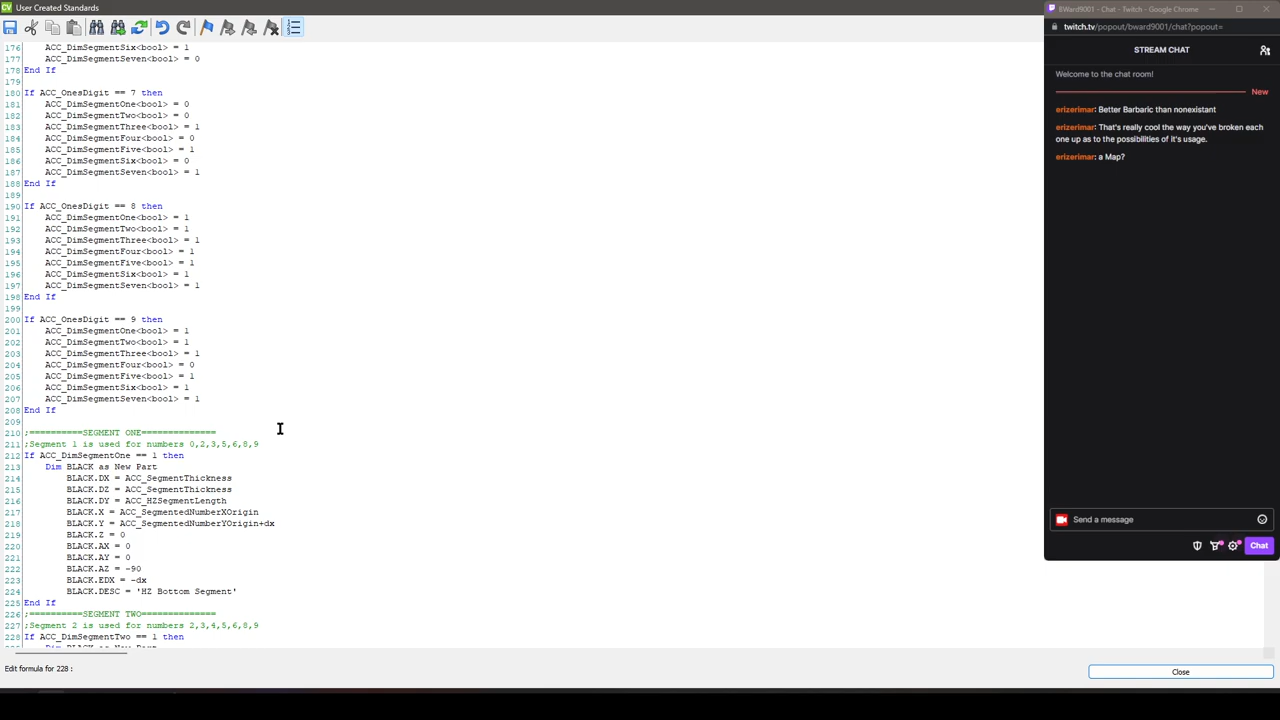 User Created Standards
176 ACC_DimSegmentSix<bool> = 1
177 ACC_DimSegmentSeven<bool> = 0
178 End If
179
180 If ACC_OnesDigit == 7 then
181 ACC_DimSegmentOne<bool> = 0
182 ACC_DimSegmentTwo<bool> = 0
183 ACC_DimSegmentThree<bool> = 1
184 ACC_DimSegmentFour<bool> = 0
185 ACC_DimSegmentFive<bool> = 1
186 ACC_DimSegmentSix<bool> = 0
187 ACC_DimSegmentSeven<bool> = 1
188 End If
189
190 If ACC_OnesDigit == 8 then
191 ACC_DimSegmentOne<bool> = 1
192 ACC_DimSegmentTwo<bool> = 1
193 ACC_DimSegmentThree<bool> = 1
194 ACC_DimSegmentFour<bool> = 1
195 ACC_DimSegmentFive<bool> = 1
196 ACC_DimSegmentSix<bool> = 1
197 ACC_DimSegmentSeven<bool> = 1
198 End If
199
200 If ACC_OnesDigit == 9 then
201 ACC_DimSegmentOne<bool> = 1
202 ACC_DimSegmentTwo<bool> = 1
203 ACC_DimSegmentThree<bool> = 1
204 ACC_DimSegmentFour<bool> = 0
205 ACC_DimSegmentFive<bool> = 1
206 ACC_DimSegmentSix<bool> = 1
207 ACC_DimSegmentSeven<bool> = 1
208 End If
209
210 ;==========SEGMENT ONE==============
211 ;Segment 1 is used for numbers 0,2,3,5,6,8,9
212 If ACC_DimSegmentOne == 1 then
213 Dim BLACK as New Part
214 BLACK.DX = ACC_SegmentThickness
215 BLACK.DZ = ACC_SegmentThickness
216 BLACK.DY = ACC_HZSegmentLength
217 BLACK.X = ACC_SegmentedNumberXOrigin
218 BLACK.Y = ACC_SegmentedNumberYOrigin+dx
219 BLACK.Z = 0
220 BLACK.AX = 0
221 BLACK.AY = 0
222 BLACK.AZ = -90
223 BLACK.EDX = -dx
224 BLACK.DESC = 'HZ Bottom Segment'
225 End If
226 ;==========SEGMENT TWO==============
227 ;Segment 2 is used for numbers 2,3,4,5,6,8,9
228 If ACC_DimSegmentTwo == 1 then
Edit formula for 228 :
Close
BWard9001 - Chat - Twitch - Google Chrome
twitch.tv/popout/bward9001/chat?popout=
STREAM CHAT
Welcome to the chat room!
New
erizerimar: Better Barbaric than nonexistant
erizerimar: That's really cool the way you've broken each
one up as to the possibilities of it's usage.
erizerimar: a Map?
Send a message
Chat